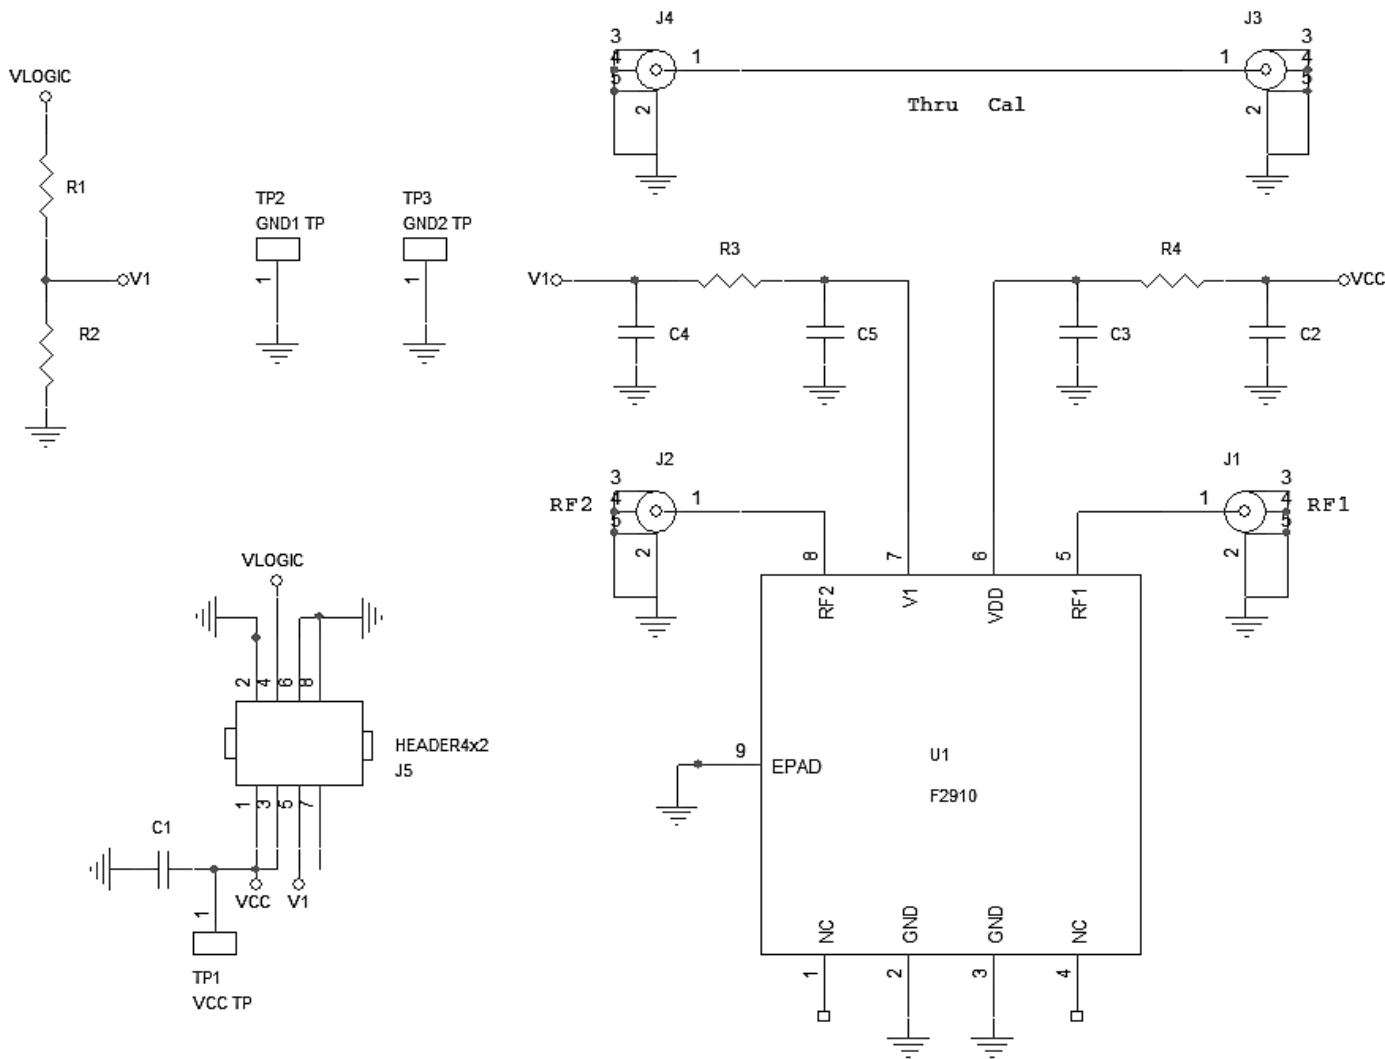 J4
J3
3
4
5
1
2
1
3
4
5
2
Thru Cal
VLOGIC
R1
V1
R2
TP2
GND1 TP
1
TP3
GND2 TP
1
V1
R3
C4
C5
R4
VCC
C3
C2
J2
RF2
3
4
5
1
2
J1
RF1
1
3
4
5
2
8
7
6
5
RF2
V1
VDD
RF1
9
EPAD
U1
F2910
NC
GND
GND
NC
1
2
3
4
VLOGIC
2
4
6
8
HEADER4x2
J5
1
3
5
7
C1
VCC
V1
1
TP1
VCC TP